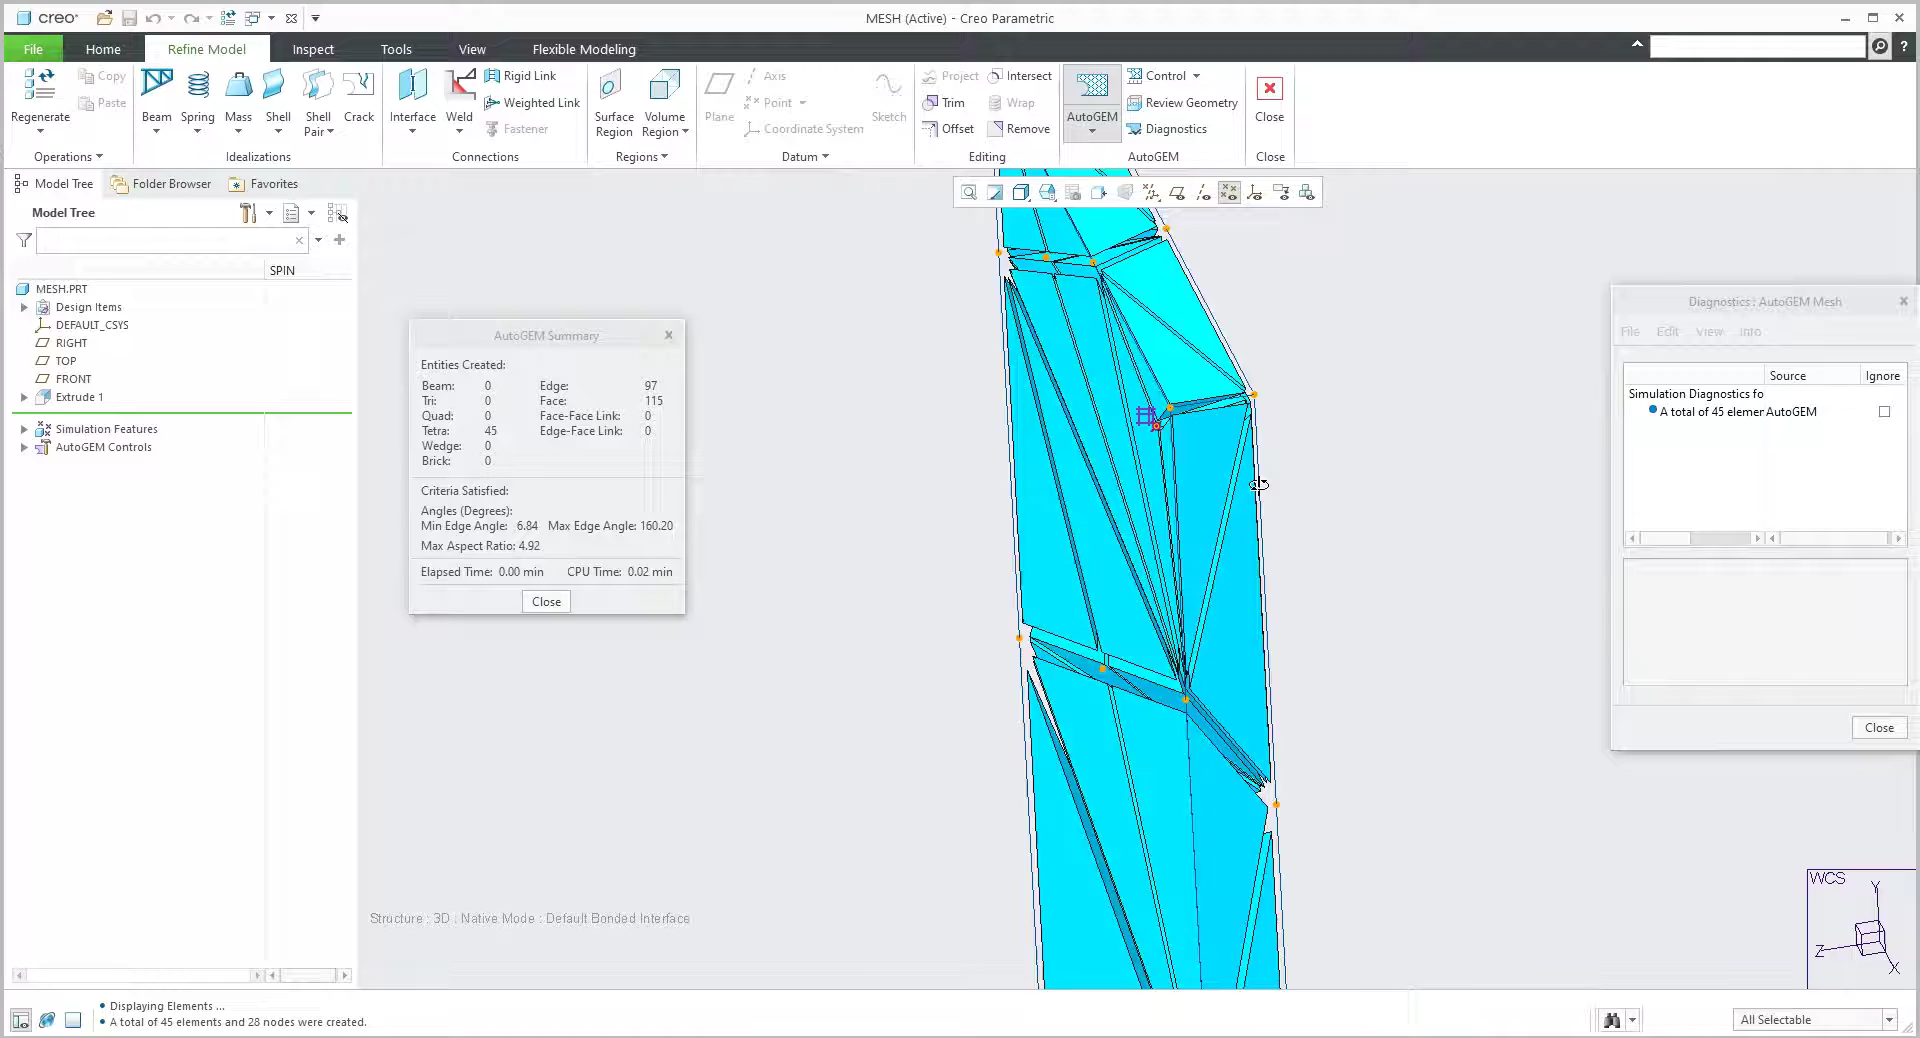 creo
MESH (Active) - Creo Parametric
File
Home
Refine Model
Inspect
Tools
View
Flexible Modeling
?
Regenerate
Copy
Paste
Operations
Beam
Spring
Mass
Shell
Shell Pair
Crack
Idealizations
Interface
Weld
Rigid Link
Weighted Link
Fastener
Connections
Surface Region
Volume Region
Regions
Plane
Axis
Point
Coordinate System
Sketch
Datum
Project
Intersect
Trim
Wrap
Offset
Remove
Editing
AutoGEM
Control
Review Geometry
Diagnostics
AutoGEM
Close
Close
Model Tree
Folder Browser
Favorites
Model Tree
SPIN
MESH.PRT
Design Items
DEFAULT_CSYS
RIGHT
TOP
FRONT
Extrude 1
Simulation Features
AutoGEM Controls
AutoGEM Summary
Entities Created:
Beam: 0 Edge: 97
Tri: 0 Face: 115
Quad: 0 Face-Face Link: 0
Tetra: 45 Edge-Face Link: 0
Wedge: 0
Brick: 0
Criteria Satisfied:
Angles (Degrees):
Min Edge Angle: 6.84 Max Edge Angle: 160.20
Max Aspect Ratio: 4.92
Elapsed Time: 0.00 min CPU Time: 0.02 min
Close
Diagnostics : AutoGEM Mesh
File Edit View Info
Source Ignore
Simulation Diagnostics fo
A total of 45 elemer AutoGEM
Close
WCS
Y
Z
X
Structure : 3D : Native Mode : Default Bonded Interface
• Displaying Elements ...
• A total of 45 elements and 28 nodes were created.
All Selectable